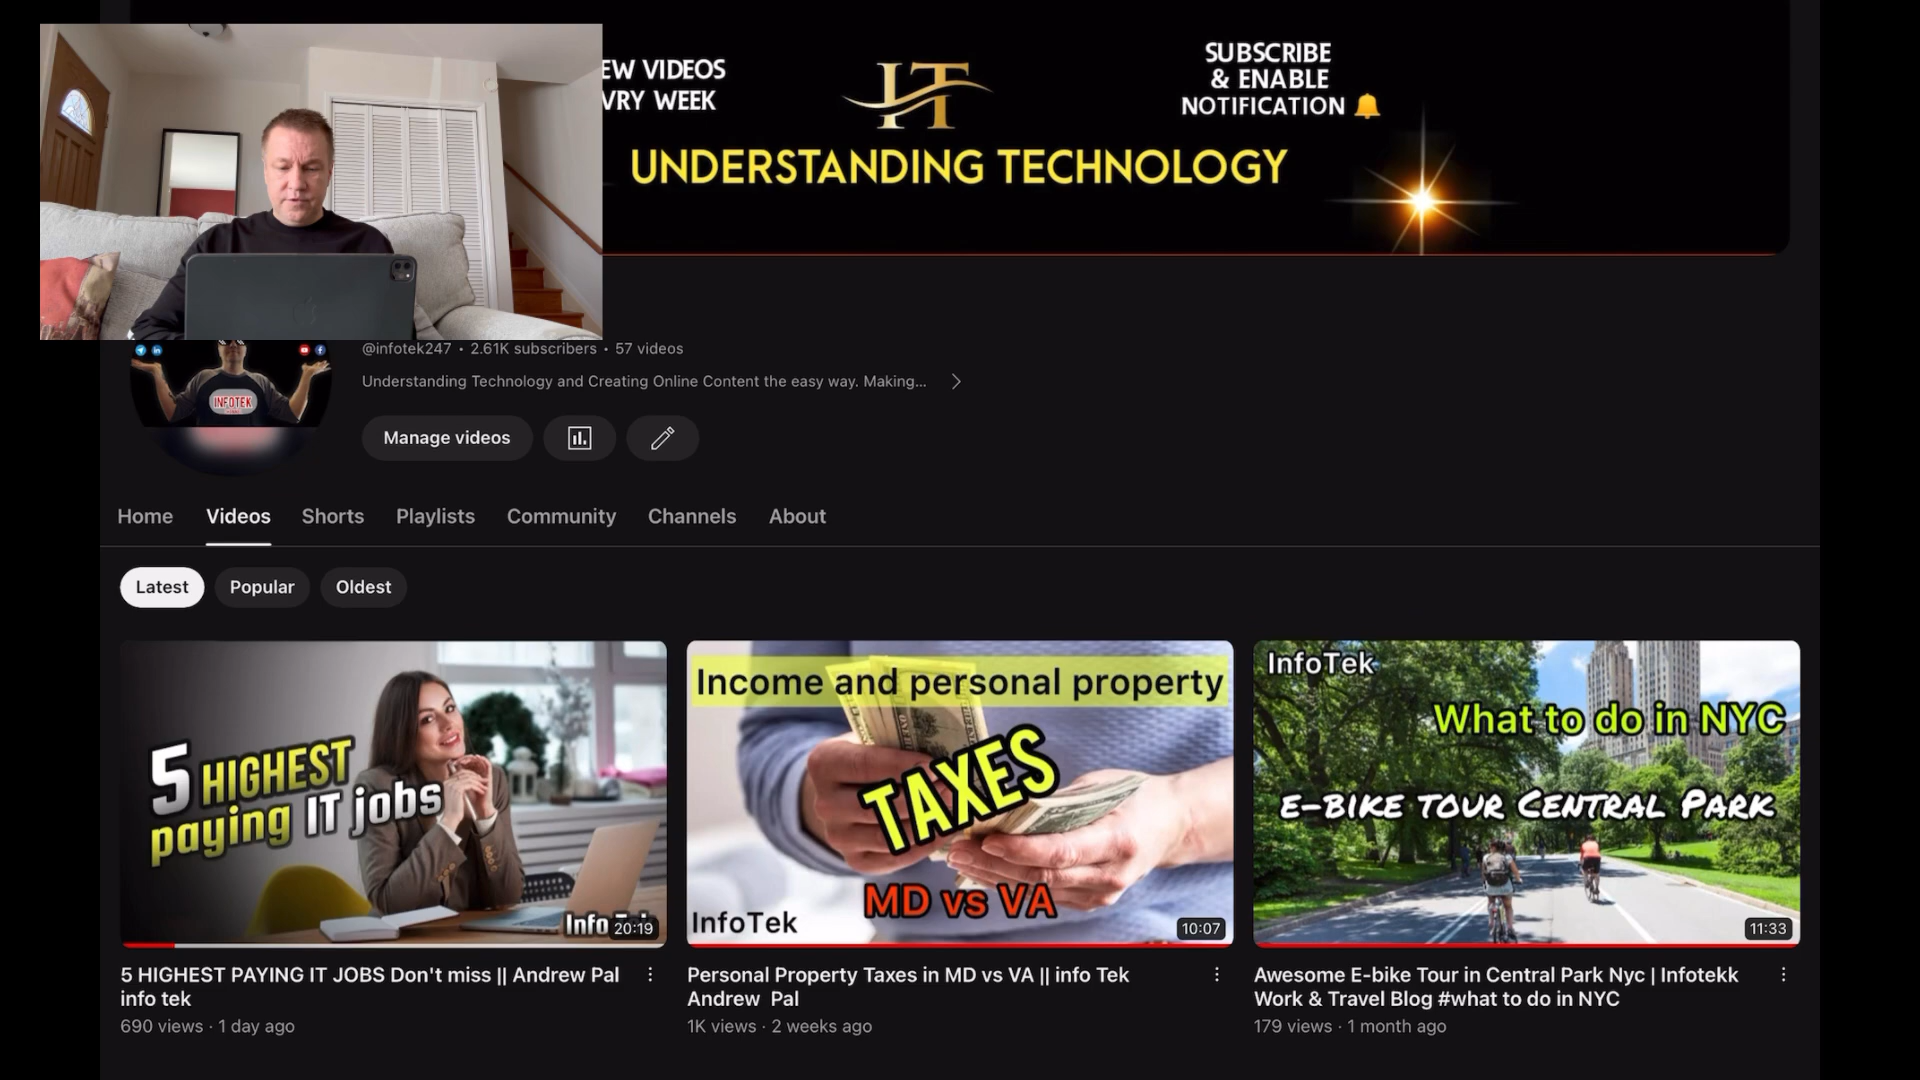 EW VIDEOS
VRY WEEK
IT
SUBSCRIBE
& ENABLE
NOTIFICATION
UNDERSTANDING TECHNOLOGY
INFOTEK
@infotek247 • 2.61K subscribers • 57 videos
Understanding Technology and Creating Online Content the easy way. Making...
Manage videos
Home Videos Shorts Playlists Community Channels About
Latest Popular Oldest
5 HIGHEST
paying IT jobs
Info
20:19
Income and personal property
TAXES
MD vs VA
InfoTek
10:07
InfoTek
What to do in NYC
E-BIKE TOUR CENTRAL PARK
11:33
5 HIGHEST PAYING IT JOBS Don't miss || Andrew Pal
info tek
690 views · 1 day ago
Personal Property Taxes in MD vs VA || info Tek
Andrew Pal
1K views · 2 weeks ago
Awesome E-bike Tour in Central Park Nyc | Infotekk
Work & Travel Blog #what to do in NYC
179 views · 1 month ago